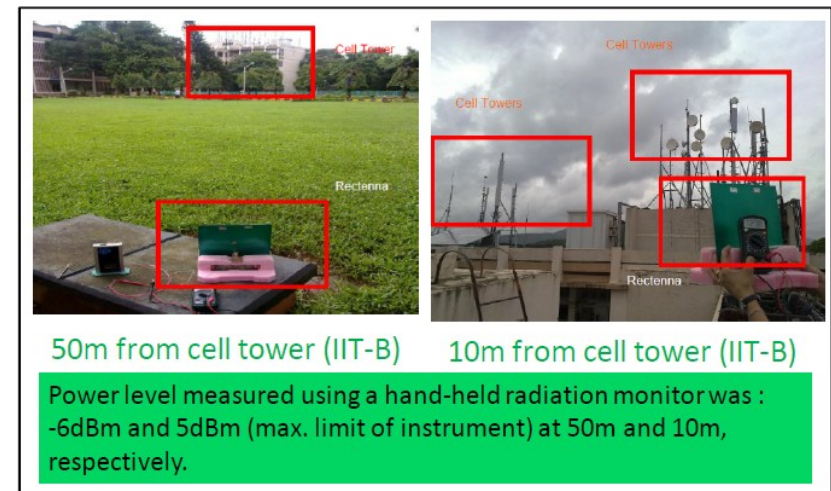 Cell Tower
Rectenna
Cell Towers
Cell Towers
Rectenna
50m from cell tower (IIT-B)
10m from cell tower (IIT-B)
Power level measured using a hand-held radiation monitor was :
-6dBm and 5dBm (max. limit of instrument) at 50m and 10m,
respectively.